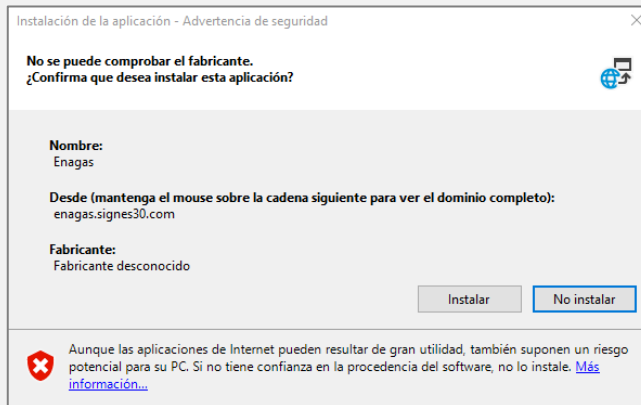 Instalación de la aplicación - Advertencia de seguridad
No se puede comprobar el fabricante.
¿Confirma que desea instalar esta aplicación?
Nombre:
Enagas
Desde (mantenga el mouse sobre la cadena siguiente para ver el dominio completo):
enagas.signes30.com
Fabricante:
Fabricante desconocido
Instalar
No instalar
Aunque las aplicaciones de Internet pueden resultar de gran utilidad, también suponen un riesgo
potencial para su PC. Si no tiene confianza en la procedencia del software, no lo instale. Más
información...